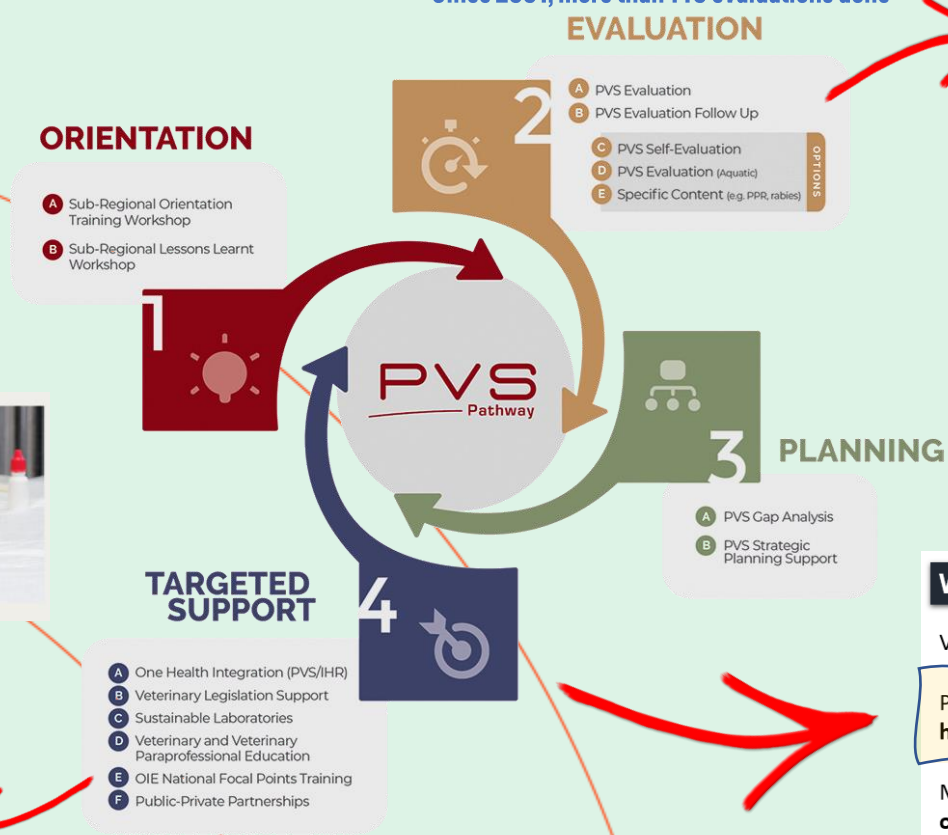 EVALUATION
2
A PVS Evaluation
B PVS Evaluation Follow Up
C PVS Self-Evaluation
D PVS Evaluation (Aquatic)
E Specific Content (e.g. PPR, rabies)
OPTIONS
ORIENTATION
A Sub-Regional Orientation
Training Workshop
B Sub-Regional Lessons Learnt
Workshop
1
PVS
Pathway
3
PLANNING
A PVS Gap Analysis
B PVS Strategic
Planning Support
TARGETED
SUPPORT
4
A One Health Integration (PVS/IHR)
B Veterinary Legislation Support
C Sustainable Laboratories
D Veterinary and Veterinary
Paraprofessional Education
E OIE National Focal Points Training
F Public-Private Partnerships